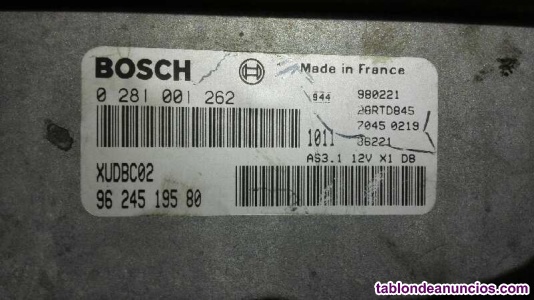 BOSCH
Made in France
0 281 001 262
944 980221
28RTD845
7045 0219
1011 36221
AS3.1 12V X1 D8
XUDBC02
96 245 195 80
tablondeanuncios.com